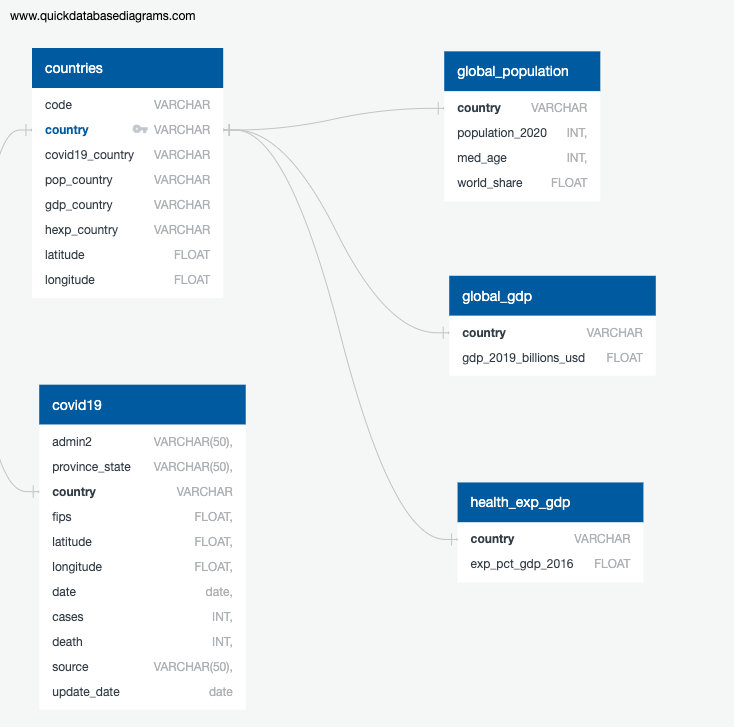 www.quickdatabasediagrams.com
countries
code VARCHAR
country VARCHAR
covid19_country VARCHAR
pop_country VARCHAR
gdp_country VARCHAR
hexp_country VARCHAR
latitude FLOAT
longitude FLOAT
global_population
country VARCHAR
population_2020 INT,
med_age INT,
world_share FLOAT
global_gdp
country VARCHAR
gdp_2019_billions_usd FLOAT
covid19
admin2 VARCHAR(50),
province_state VARCHAR(50),
country VARCHAR
fips FLOAT,
latitude FLOAT,
longitude FLOAT,
date date,
cases INT,
death INT,
source VARCHAR(50),
update_date date
health_exp_gdp
country VARCHAR
exp_pct_gdp_2016 FLOAT